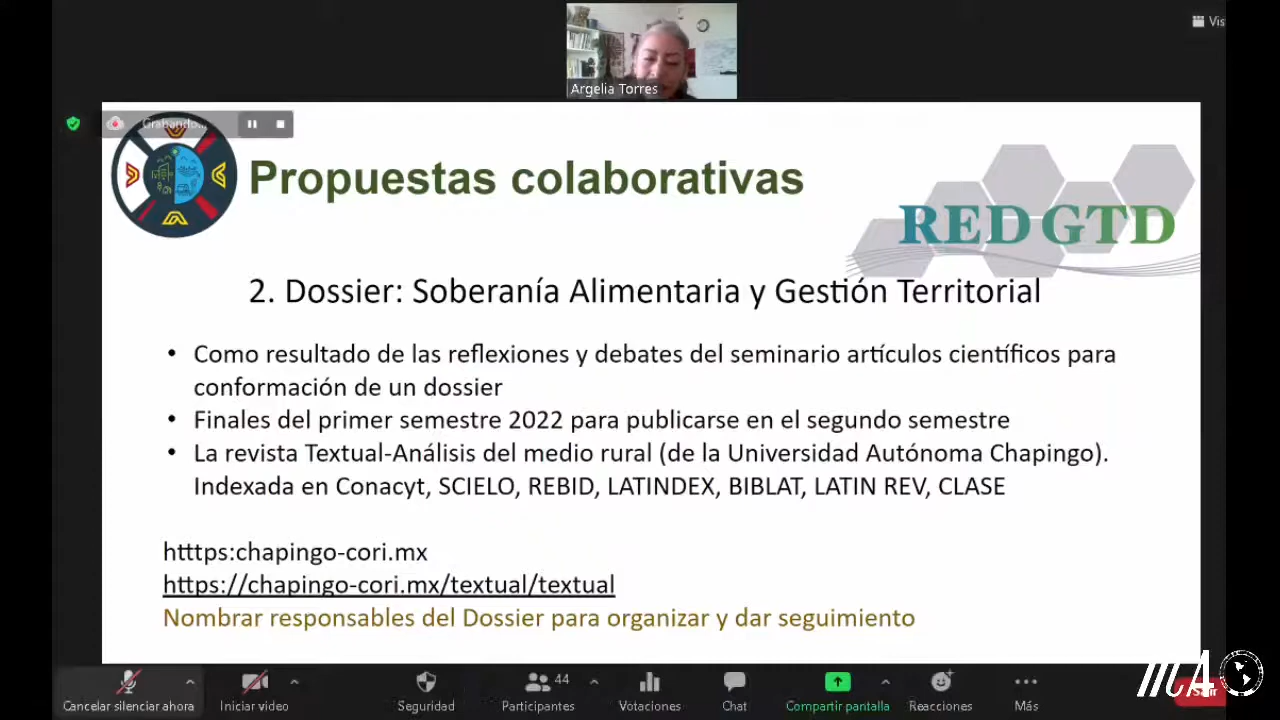 Vis
Argelia Torres
Grabando...
Propuestas colaborativas
RED GTD
2. Dossier: Soberanía Alimentaria y Gestión Territorial
• Como resultado de las reflexiones y debates del seminario artículos científicos para
conformación de un dossier
• Finales del primer semestre 2022 para publicarse en el segundo semestre
• La revista Textual-Análisis del medio rural (de la Universidad Autónoma Chapingo).
Indexada en Conacyt, SCIELO, REBID, LATINDEX, BIBLAT, LATIN REV, CLASE
htttps:chapingo-cori.mx
https://chapingo-cori.mx/textual/textual
Nombrar responsables del Dossier para organizar y dar seguimiento
44
Cancelar silenciar ahora Iniciar video Seguridad Participantes Votaciones Chat Compartir pantalla Reacciones Más